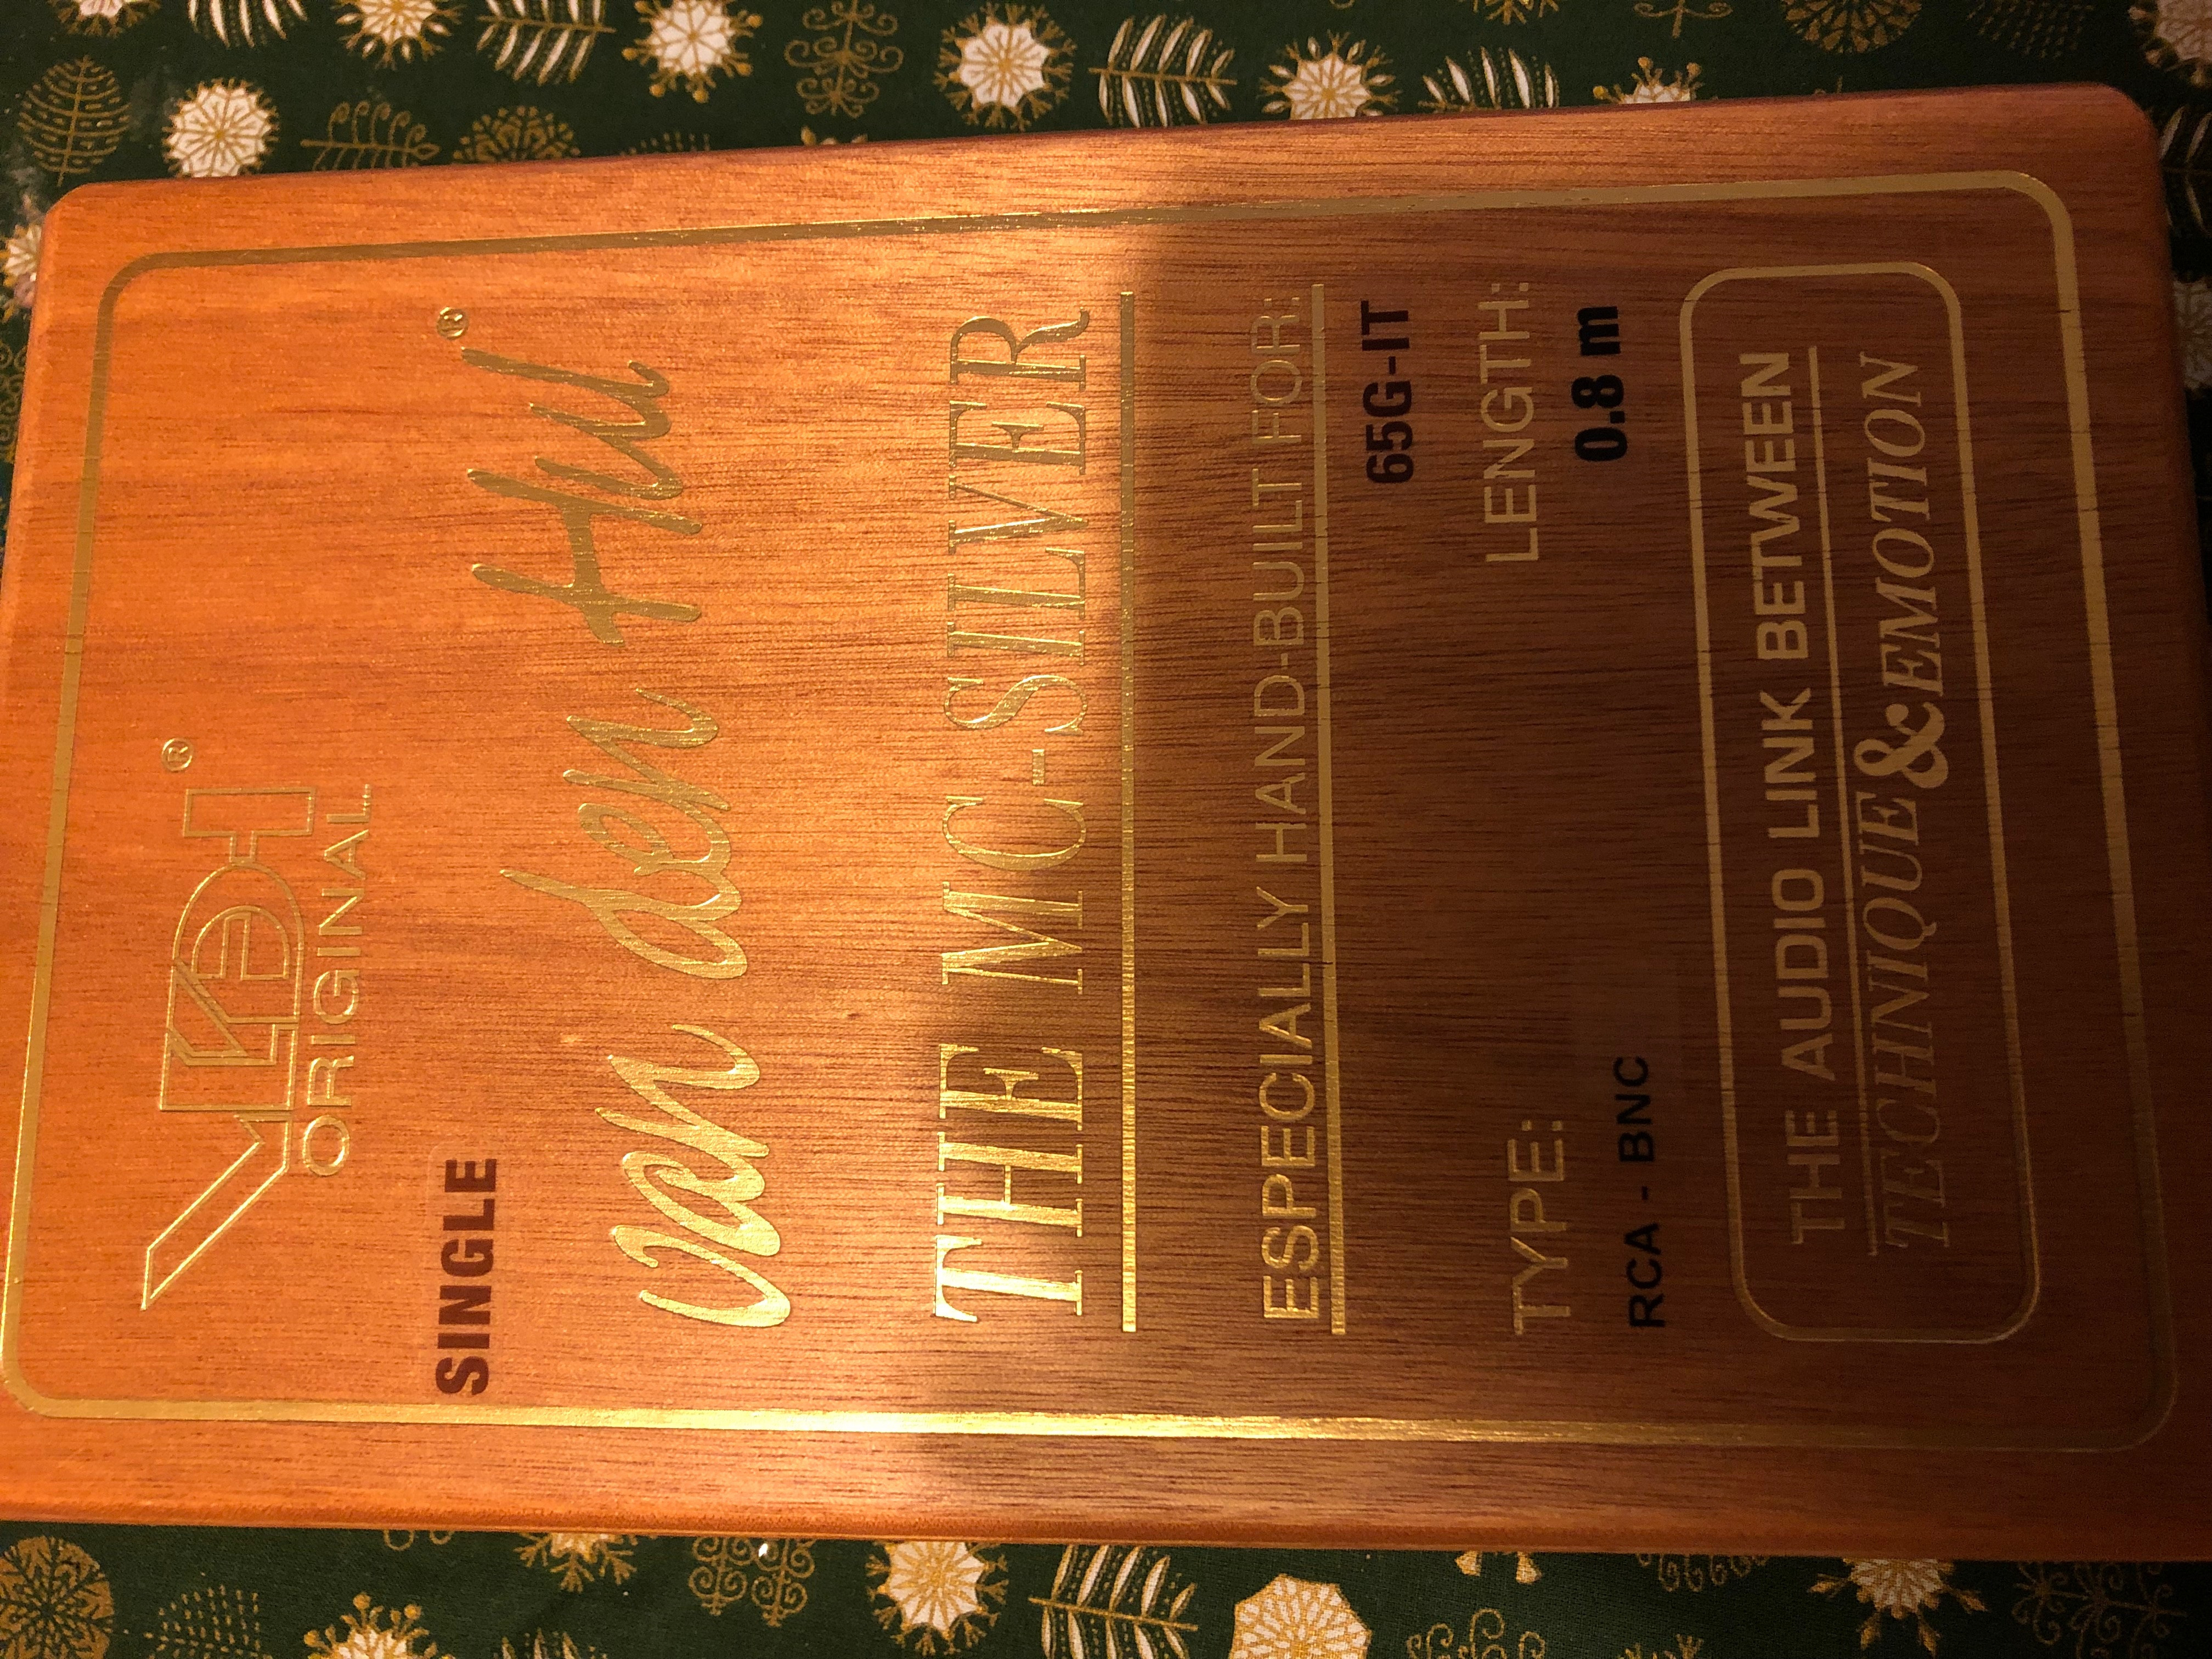 VDH®
ORIGINAL
SINGLE
van den Hul®
THE MC-SILVER
ESPECIALLY HAND-BUILT FOR:
65G-IT
TYPE: LENGTH:
RCA - BNC 0.8 m
THE AUDIO LINK BETWEEN
TECHNIQUE & EMOTION